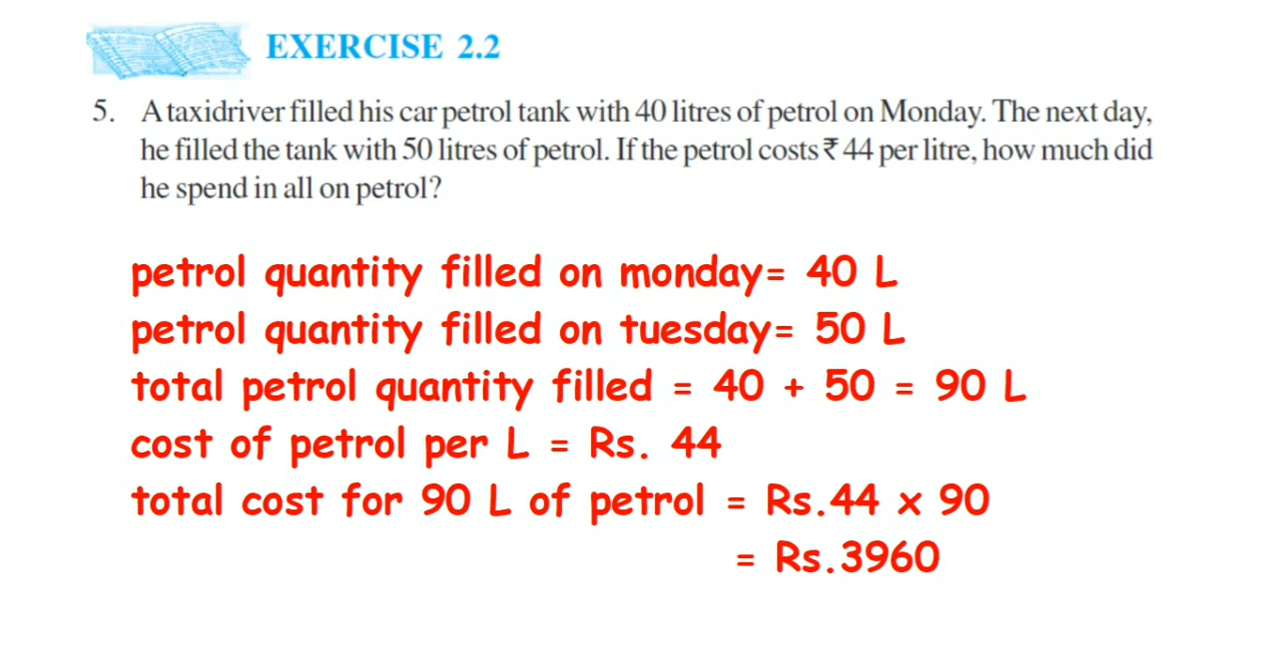 EXERCISE 2.2
5. A taxidriver filled his car petrol tank with 40 litres of petrol on Monday. The next day,
he filled the tank with 50 litres of petrol. If the petrol costs ₹ 44 per litre, how much did
he spend in all on petrol?
petrol quantity filled on monday= 40 L
petrol quantity filled on tuesday= 50 L
total petrol quantity filled = 40 + 50 = 90 L
cost of petrol per L = Rs. 44
total cost for 90 L of petrol = Rs.44 x 90
= Rs.3960